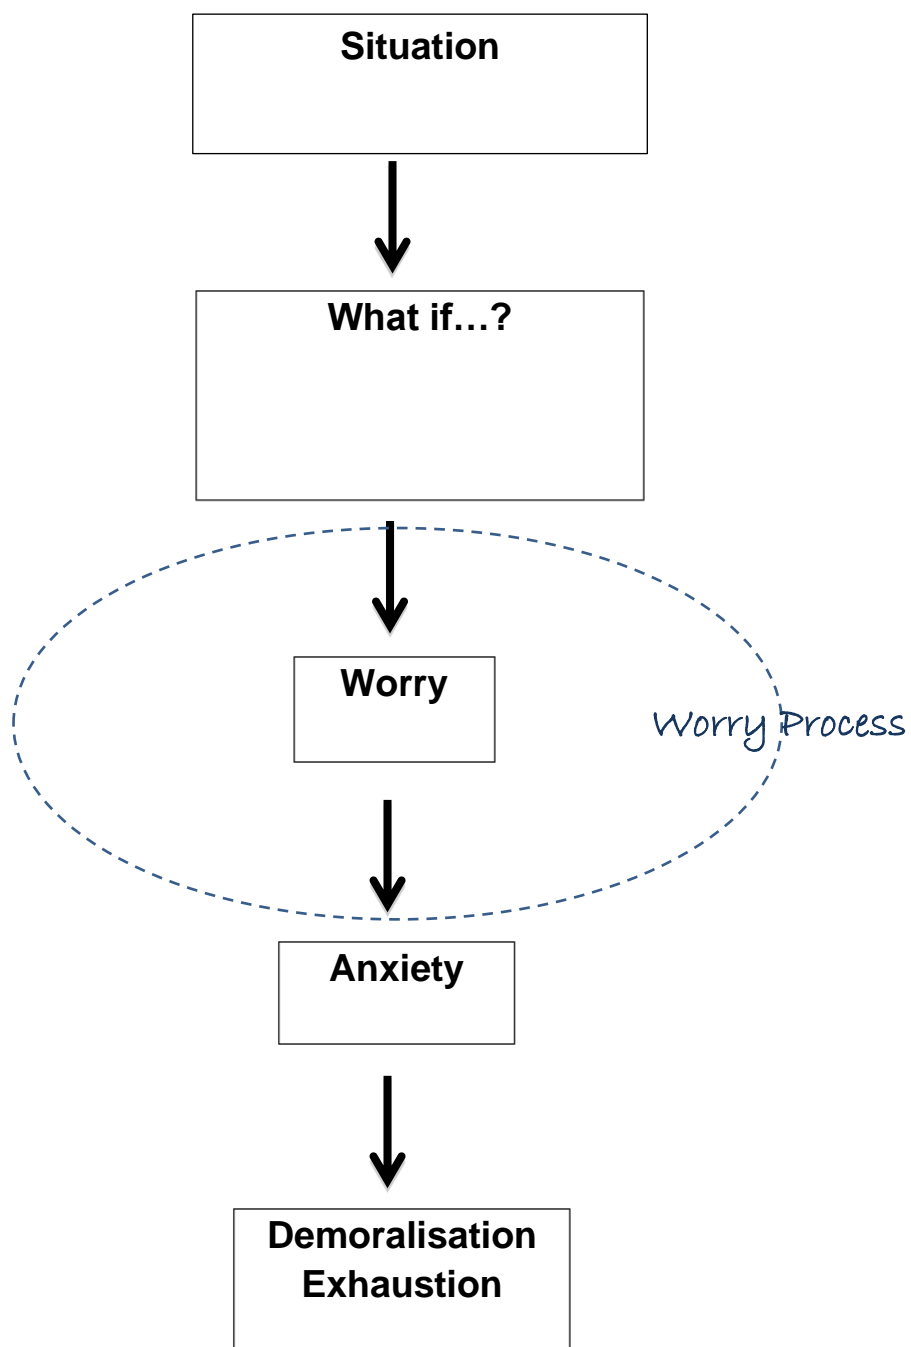 Situation
What if…?
Worry
Worry Process
Anxiety
Demoralisation
Exhaustion